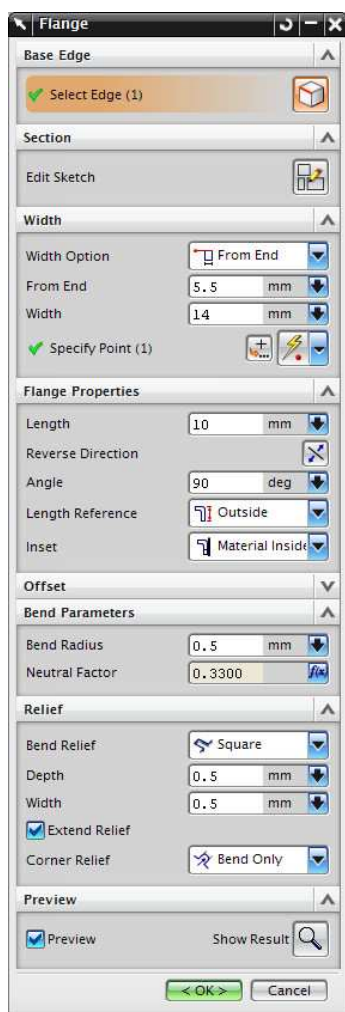 Flange
Base Edge
Select Edge (1)
Section
Edit Sketch
Width
Width Option From End
From End 5.5 mm
Width 14 mm
Specify Point (1)
Flange Properties
Length 10 mm
Reverse Direction
Angle 90 deg
Length Reference Outside
Inset Material Inside
Offset
Bend Parameters
Bend Radius 0.5 mm
Neutral Factor 0.3300 f(x)
Relief
Bend Relief Square
Depth 0.5 mm
Width 0.5 mm
Extend Relief
Corner Relief Bend Only
Preview
Preview Show Result
< OK > Cancel